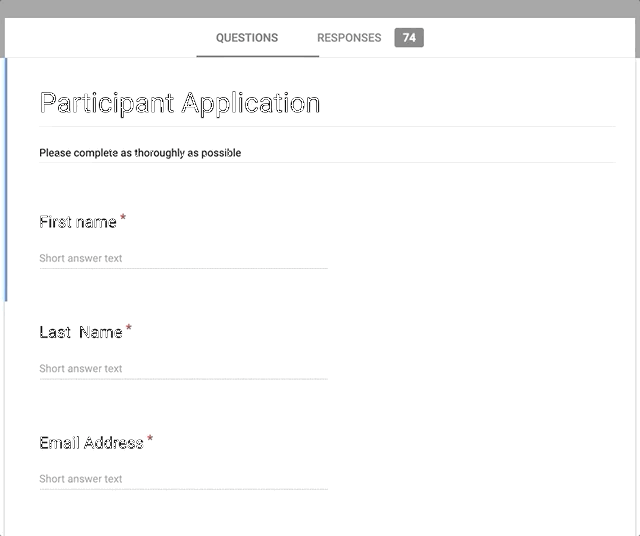 QUESTIONS RESPONSES 74
Participant Application
Please complete as thoroughly as possible
First name *
Short answer text
Last Name *
Short answer text
Email Address *
Short answer text